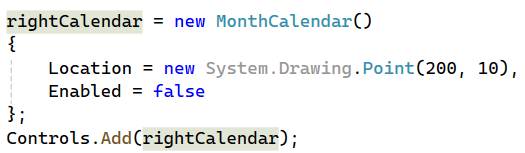 rightCalendar = new MonthCalendar()
{
    Location = new System.Drawing.Point(200, 10),
    Enabled = false
};
Controls.Add(rightCalendar);